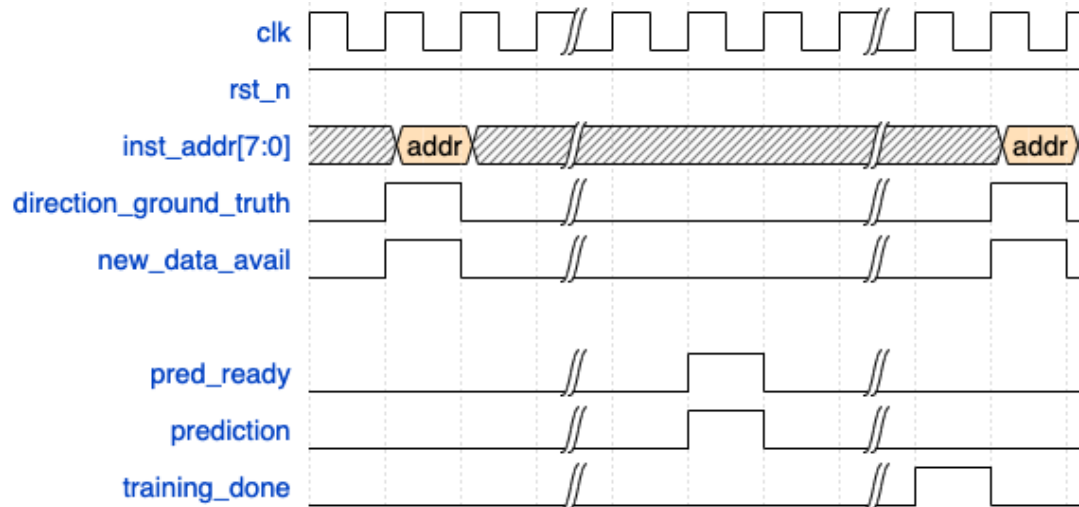 clk
rst_n
inst_addr[7:0] addr addr
direction_ground_truth
new_data_avail
pred_ready
prediction
training_done